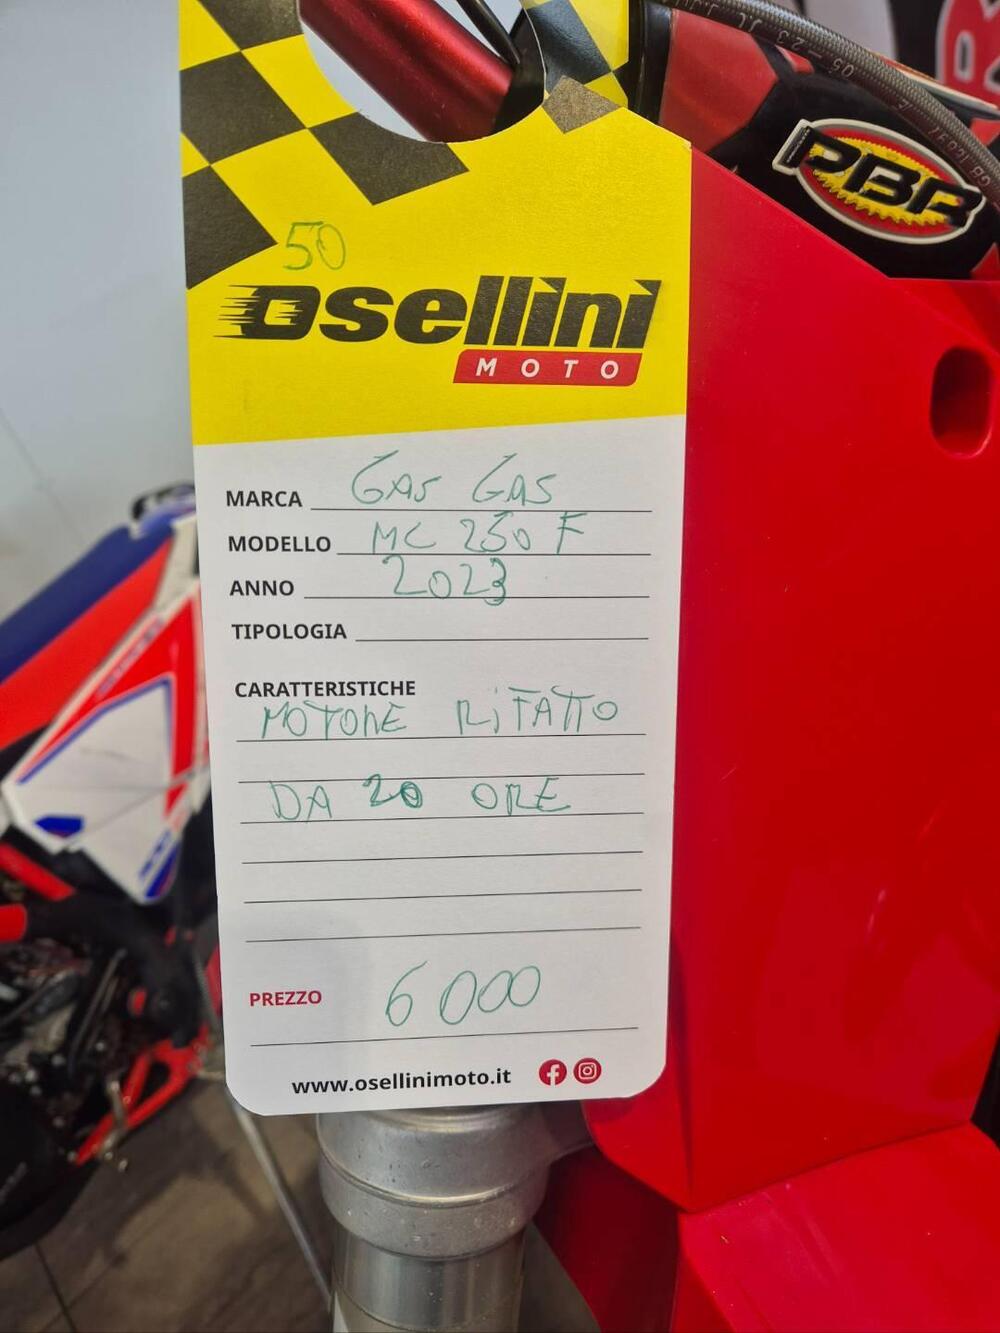 PBR
50
Osellini
MOTO
MARCA GAS GAS
MODELLO MC 250 F
ANNO 2023
TIPOLOGIA
CARATTERISTICHE
MOTORE RIFATTO
DA 20 ORE
PREZZO 6000
www.osellinimoto.it